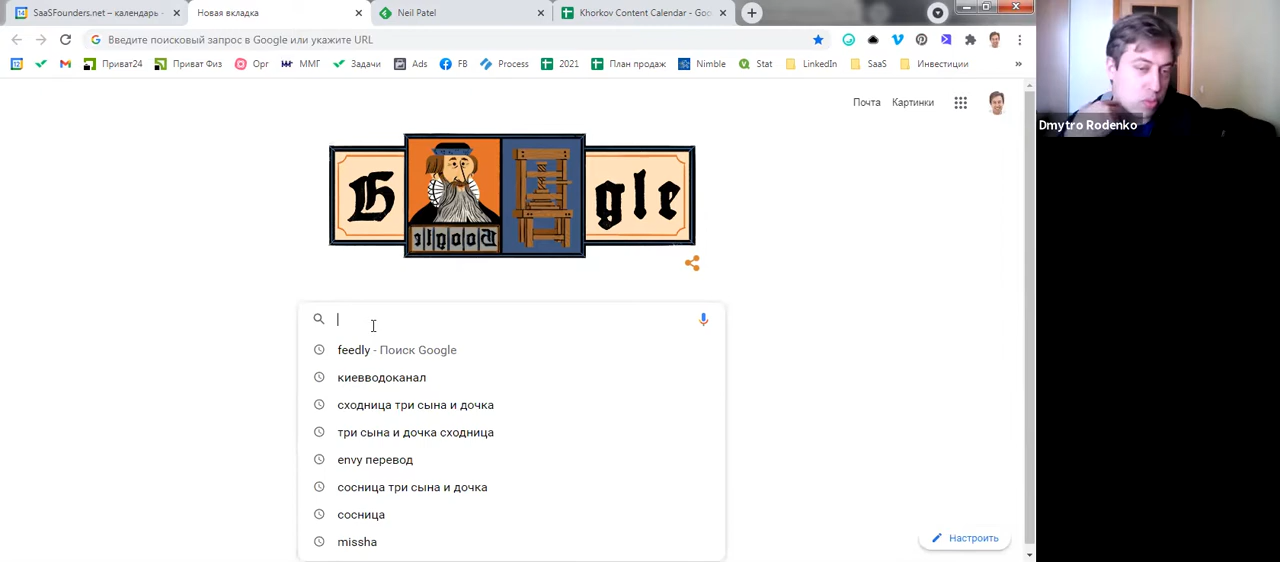 SaaSFounders.net – календарь -
Новая вкладка
Neil Patel
Khorkov Content Calendar - Goo
Введите поисковый запрос в Google или укажите URL
Приват24
Приват Физ
Орг
ММГ
Задачи
Ads
FB
Process
2021
План продаж
Nimble
Stat
LinkedIn
SaaS
Инвестиции
»
Почта
Картинки
Dmytro Rodenko
G
Google
gle
feedly - Поиск Google
киевводоканал
сходница три сына и дочка
три сына и дочка сходница
envy перевод
сосница три сына и дочка
сосница
missha
Настроить